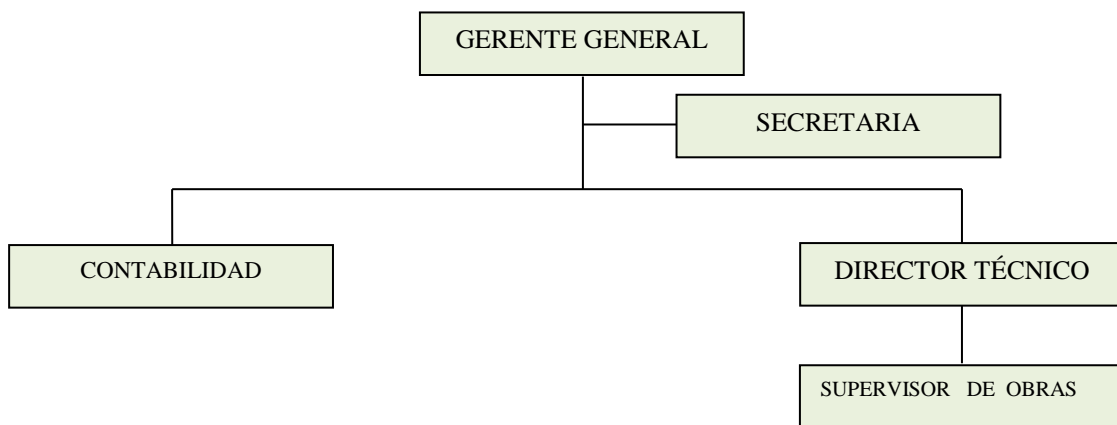 GERENTE GENERAL
SECRETARIA
CONTABILIDAD
DIRECTOR TÉCNICO
SUPERVISOR DE OBRAS